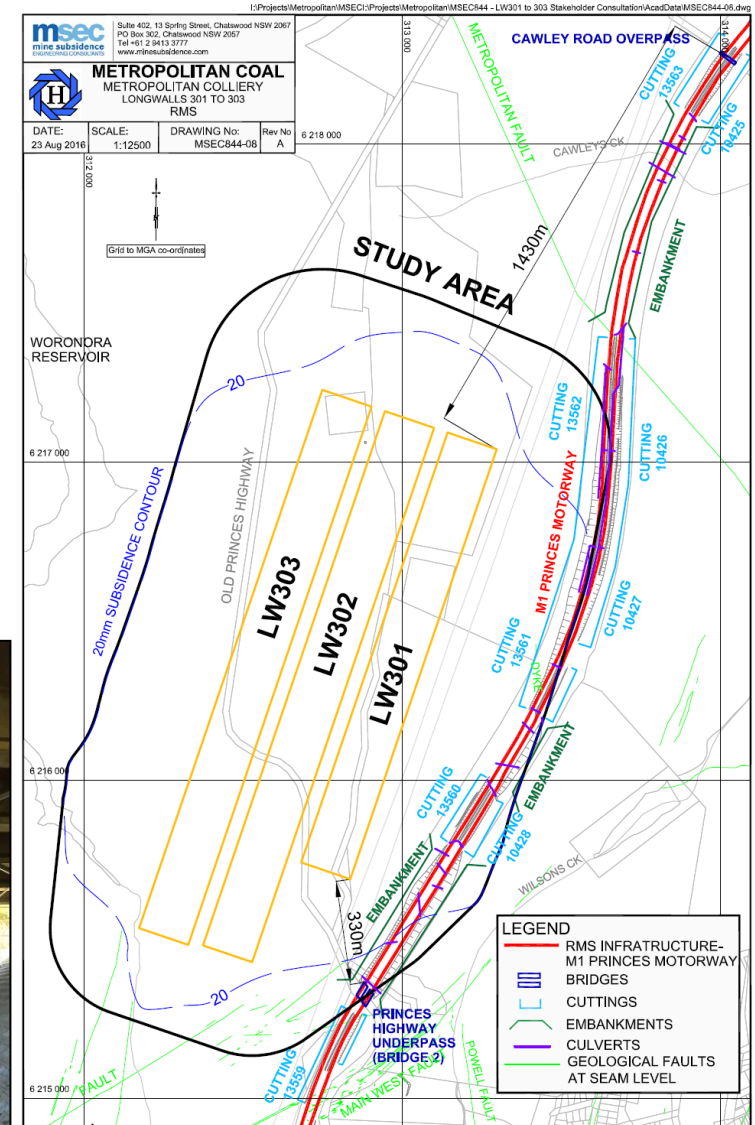 I:\Projects\Metropolitan\MSEC\:Projects\Metropolitan\MSEC844 - LW301 to 303 Stakeholder Consultation\AcadData\MSEC844-08.dwg
msec
mine subsidence
ENGINEERING CONSULTANTS
Suite 402, 13 Spring Street, Chatswood NSW 2067
PO Box 302, Chatswood NSW 2057
Tel +61 2 9413 3777
www.minesubsidence.com
METROPOLITAN COAL
METROPOLITAN COLLIERY
LONGWALLS 301 TO 303
RMS
DATE:
23 Aug 2016
SCALE:
1:12500
DRAWING No:
MSEC844-08
Rev No
A
312 000
313 000
314 000
6 218 000
Grid to MGA co-ordinates
CAWLEY ROAD OVERPASS
METROPOLITAN FAULT
CUTTING
13563
CUTTING
10425
CAWLEYS CK
1430m
EMBANKMENT
STUDY AREA
WORONORA
RESERVOIR
20
CUTTING
13562
CUTTING
10426
6 217 000
OLD PRINCES HIGHWAY
20mm SUBSIDENCE CONTOUR
M1 PRINCES MOTORWAY
LW303
LW302
LW301
CUTTING
10427
CUTTING
13561
DYKE
6 216 000
EMBANKMENT
CUTTING
13560
CUTTING
10428
EMBANKMENT
WILSONS CK
330m
20
PRINCES
HIGHWAY
UNDERPASS
(BRIDGE 2)
CUTTING
13559
FAULT
MAIN WEST FAULT
POWELL FAULT
6 215 000
LEGEND
RMS INFRATRUCTURE-
M1 PRINCES MOTORWAY
BRIDGES
CUTTINGS
EMBANKMENTS
CULVERTS
GEOLOGICAL FAULTS
AT SEAM LEVEL